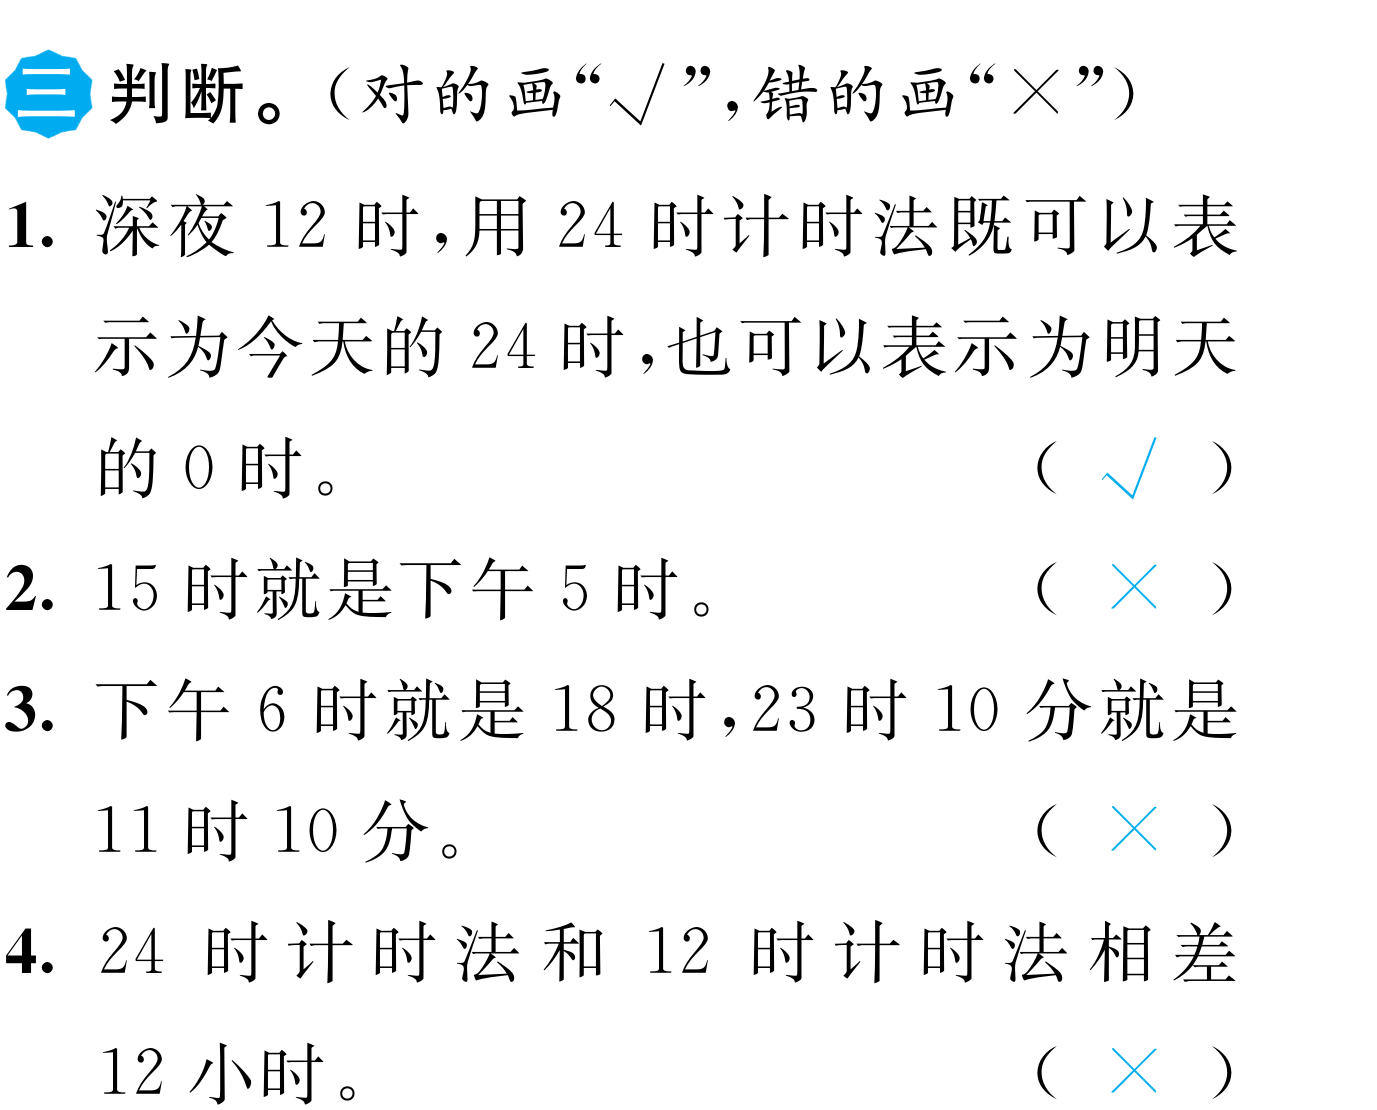 三 判断。(对的画“√”,错的画“×”)
1. 深夜 12 时,用 24 时计时法既可以表
示为今天的 24 时,也可以表示为明天
的 0 时。 ( √ )
2. 15 时就是下午 5 时。 ( × )
3. 下午 6 时就是 18 时,23 时 10 分就是
11 时 10 分。 ( × )
4. 24 时计时法和 12 时计时法相差
12 小时。 ( × )